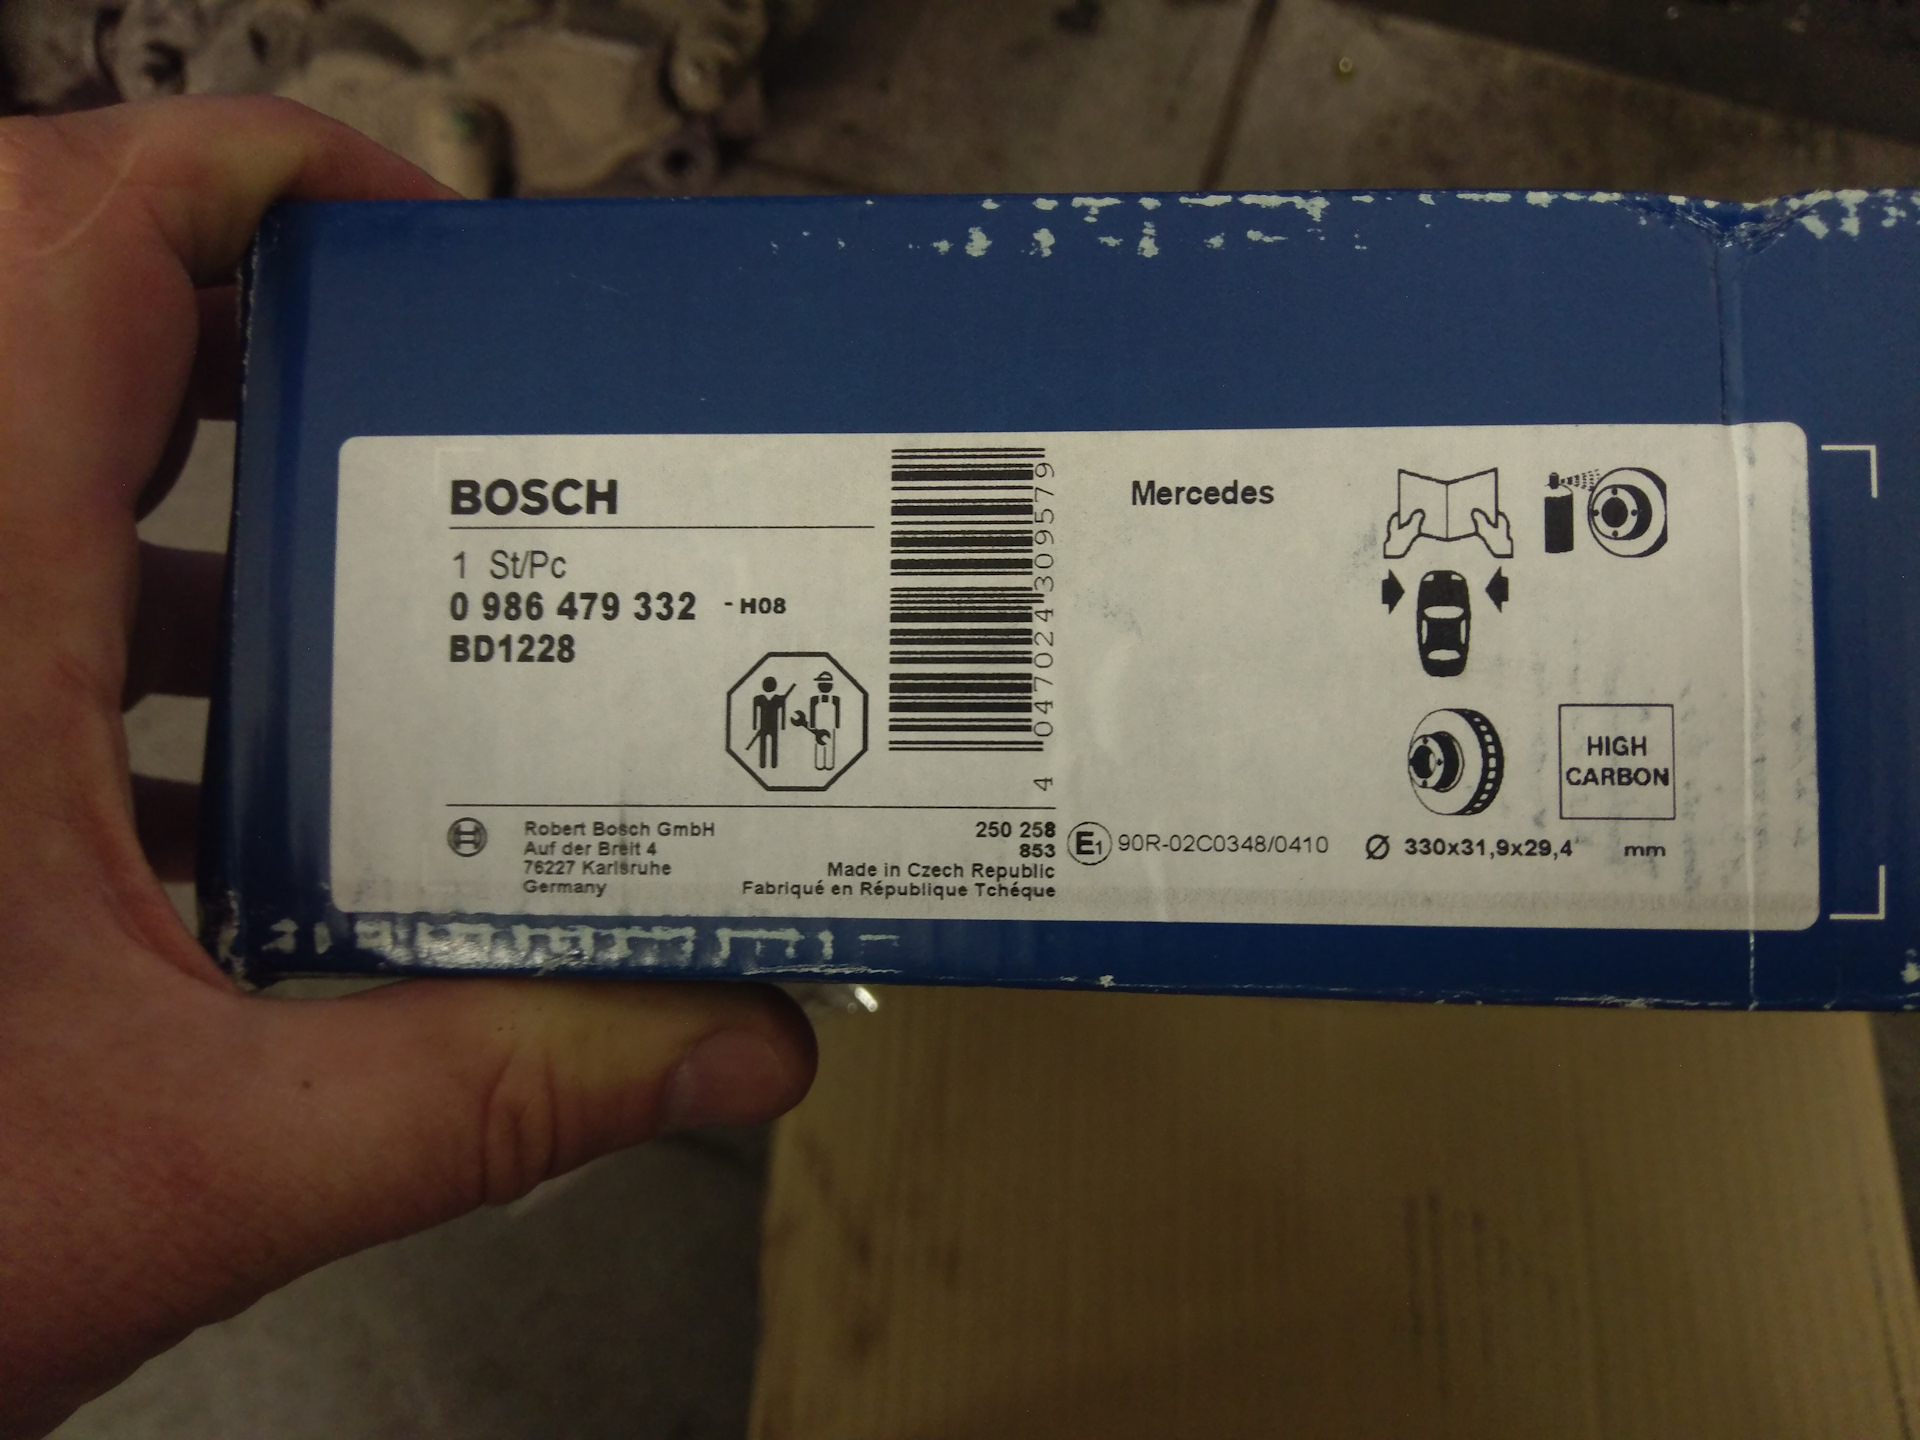 BOSCH
1 St/Pc
0 986 479 332 - H08
BD1228
4 047024 309579
Robert Bosch GmbH
Auf der Breit 4
76227 Karlsruhe
Germany
250 258
853
Made in Czech Republic
Fabriqué en République Tchéque
Mercedes
HIGH
CARBON
E1 90R-02C0348/0410
Ø 330x31,9x29,4 mm